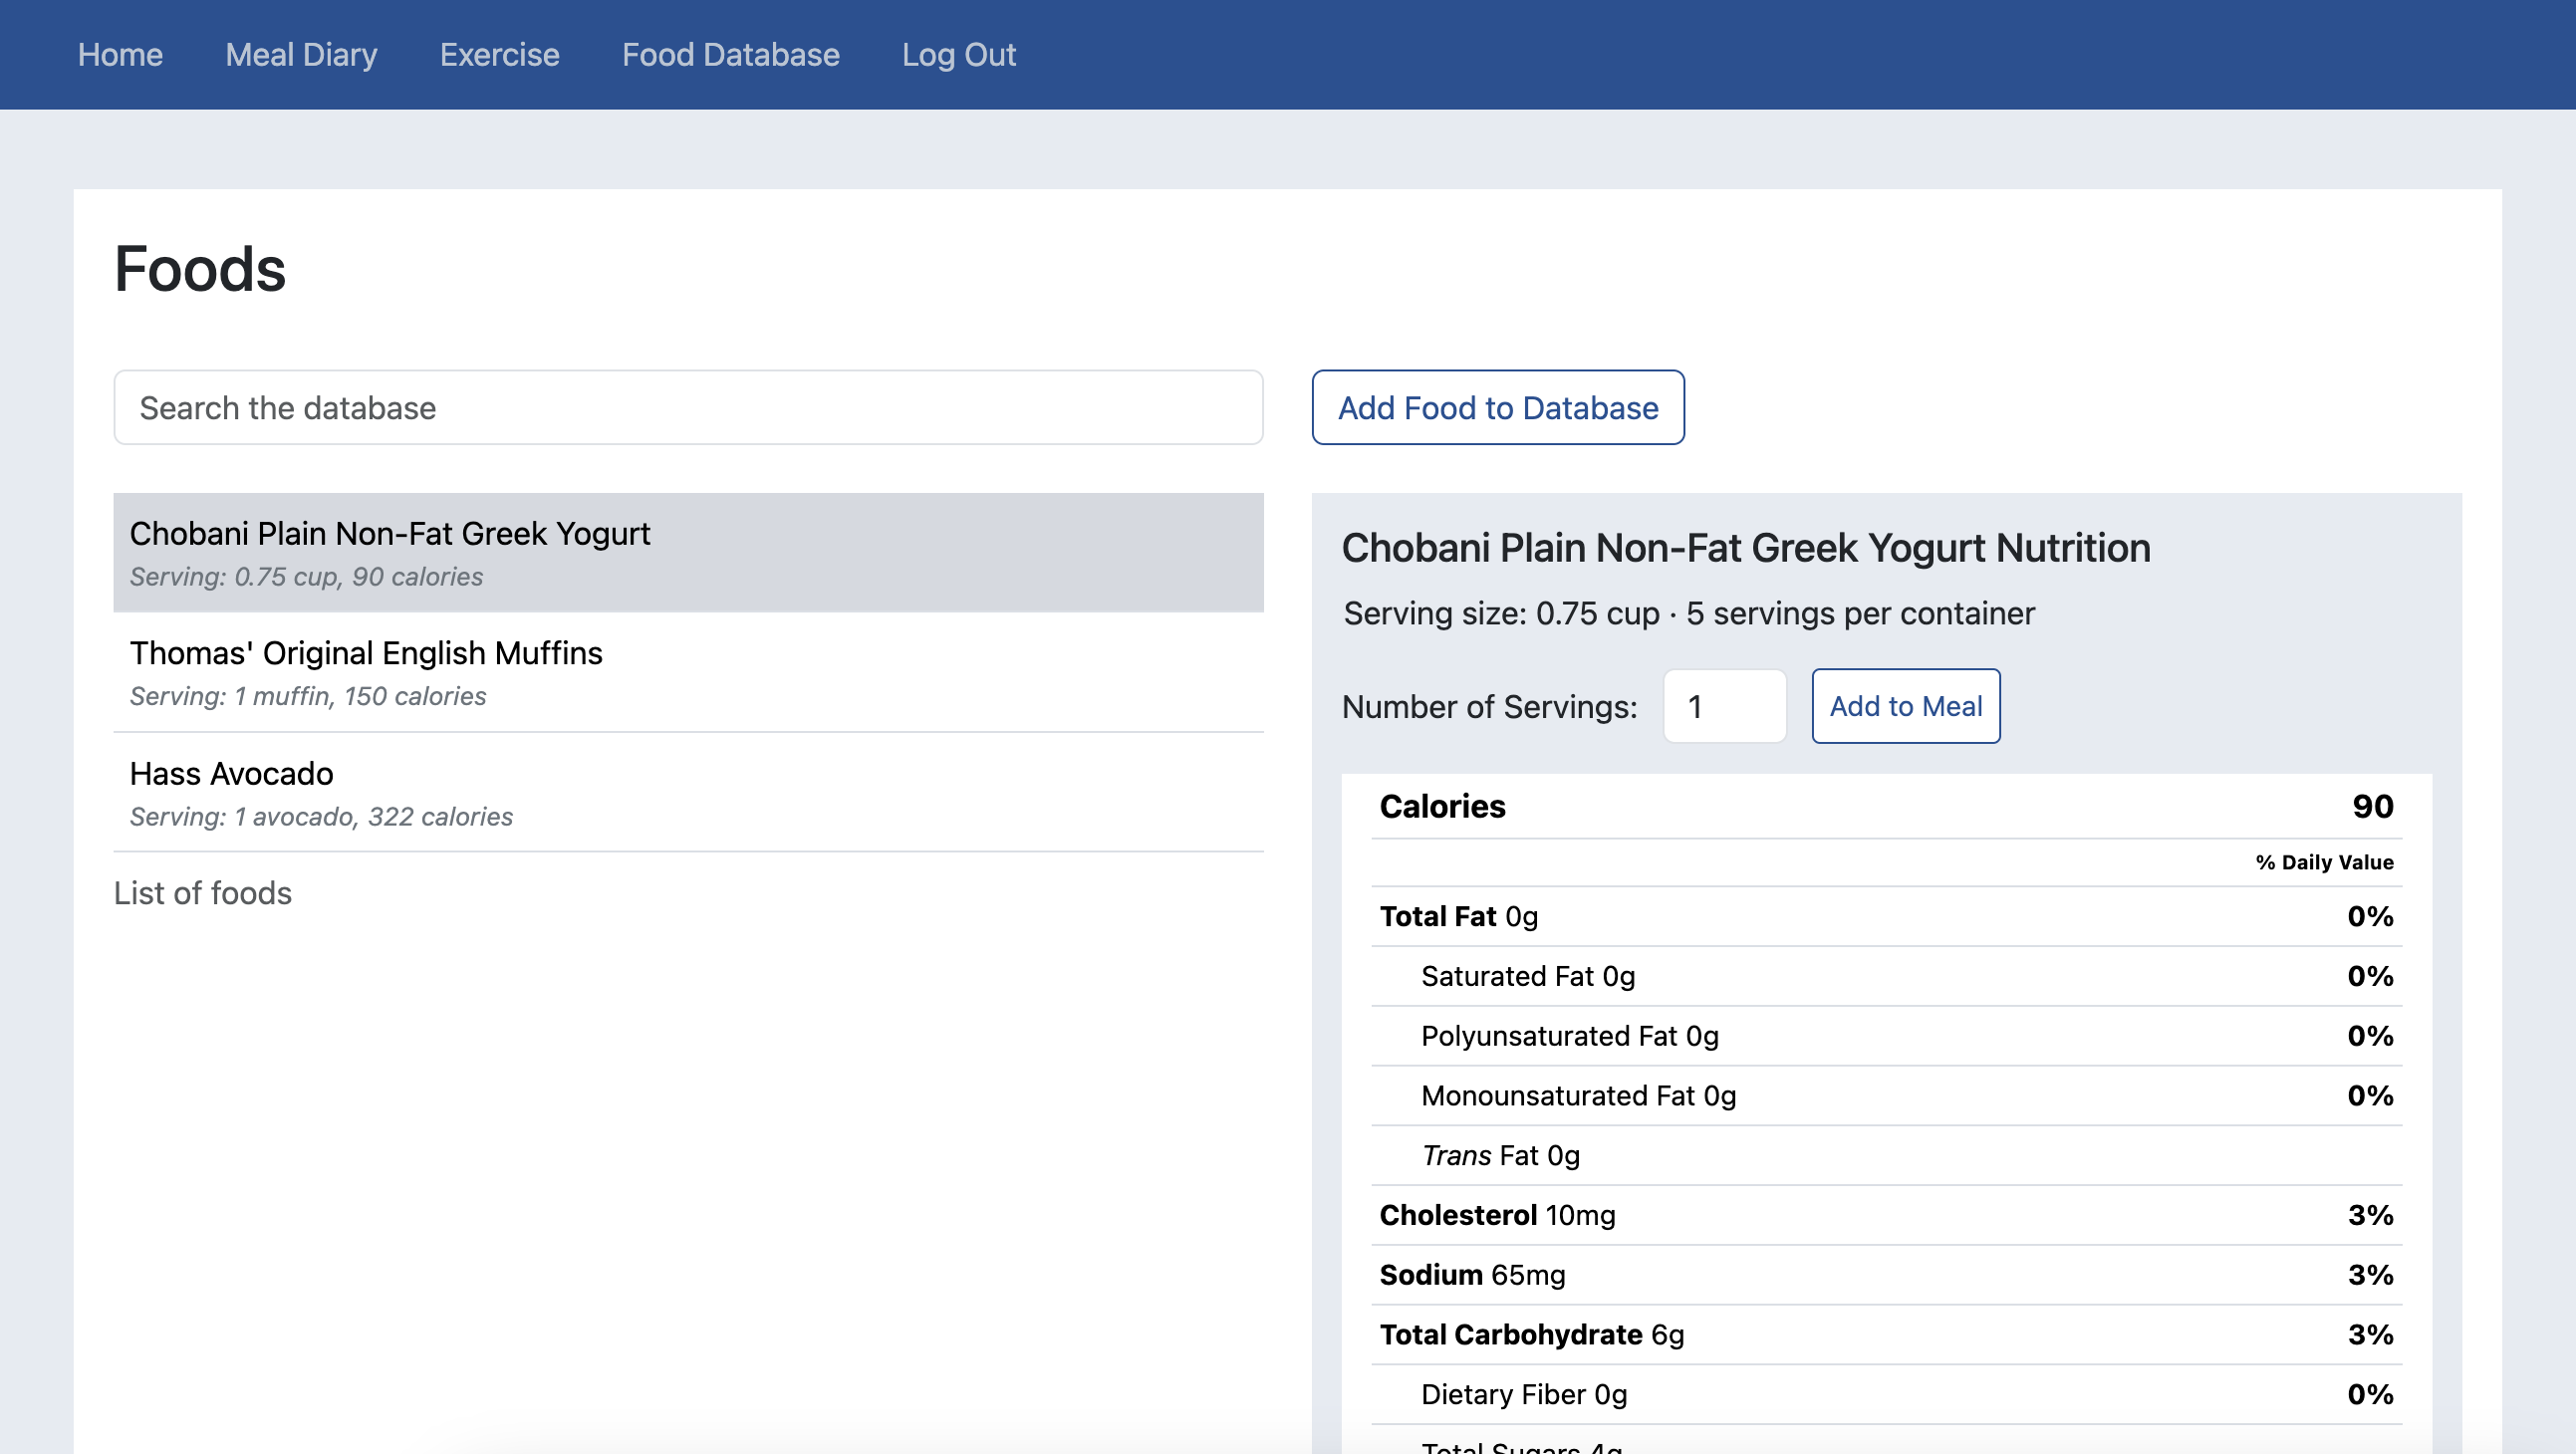 Home Meal Diary Exercise Food Database Log Out
Foods
Search the database
Add Food to Database
Chobani Plain Non-Fat Greek Yogurt
Serving: 0.75 cup, 90 calories
Thomas' Original English Muffins
Serving: 1 muffin, 150 calories
Hass Avocado
Serving: 1 avocado, 322 calories
List of foods
Chobani Plain Non-Fat Greek Yogurt Nutrition
Serving size: 0.75 cup · 5 servings per container
Number of Servings: 1 Add to Meal
Calories 90
% Daily Value
Total Fat 0g 0%
Saturated Fat 0g 0%
Polyunsaturated Fat 0g 0%
Monounsaturated Fat 0g 0%
Trans Fat 0g
Cholesterol 10mg 3%
Sodium 65mg 3%
Total Carbohydrate 6g 3%
Dietary Fiber 0g 0%
Total Sugars 4g